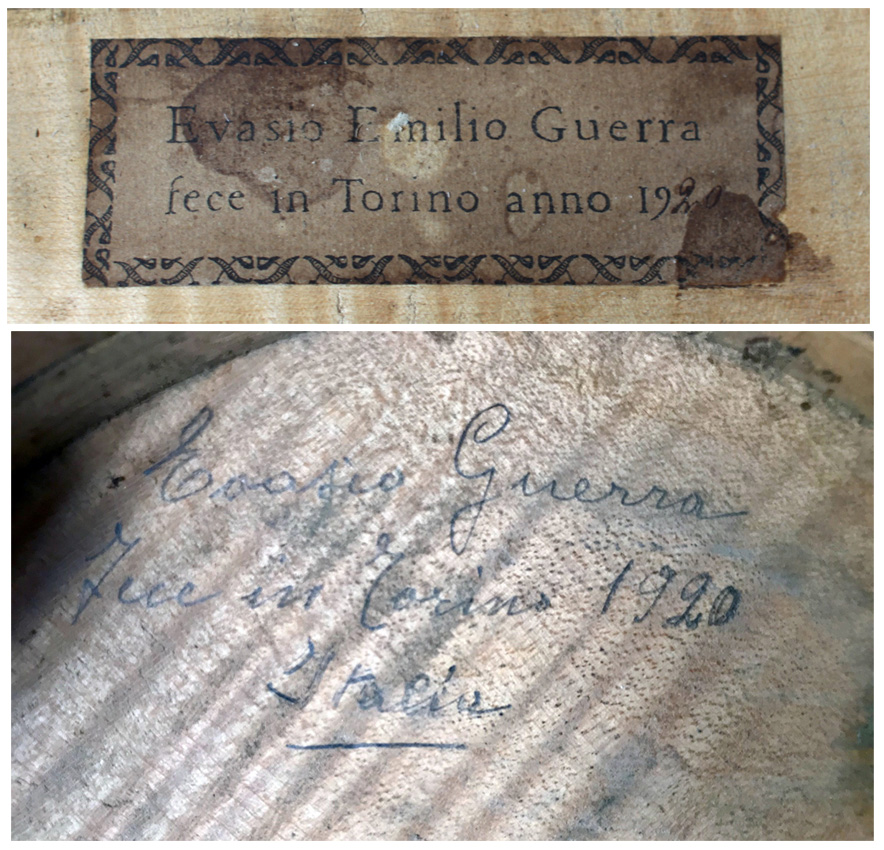 Evasio Emilio Guerra
fece in Torino anno 1920
Evasio Guerra
Fece in Torino 1920
Italia